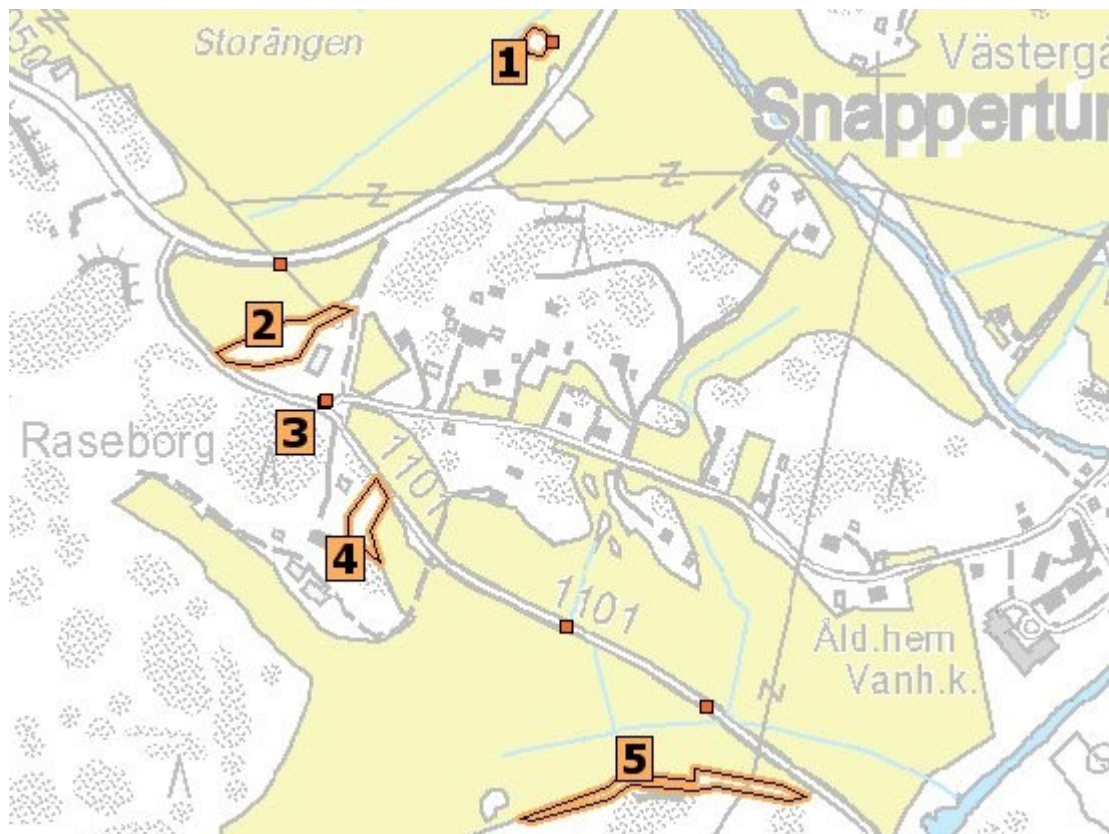 Storängen
1
Västergå
Snappertun
2
3
Raseborg
1101
4
1101
Åld.hem
Vanh.k.
5